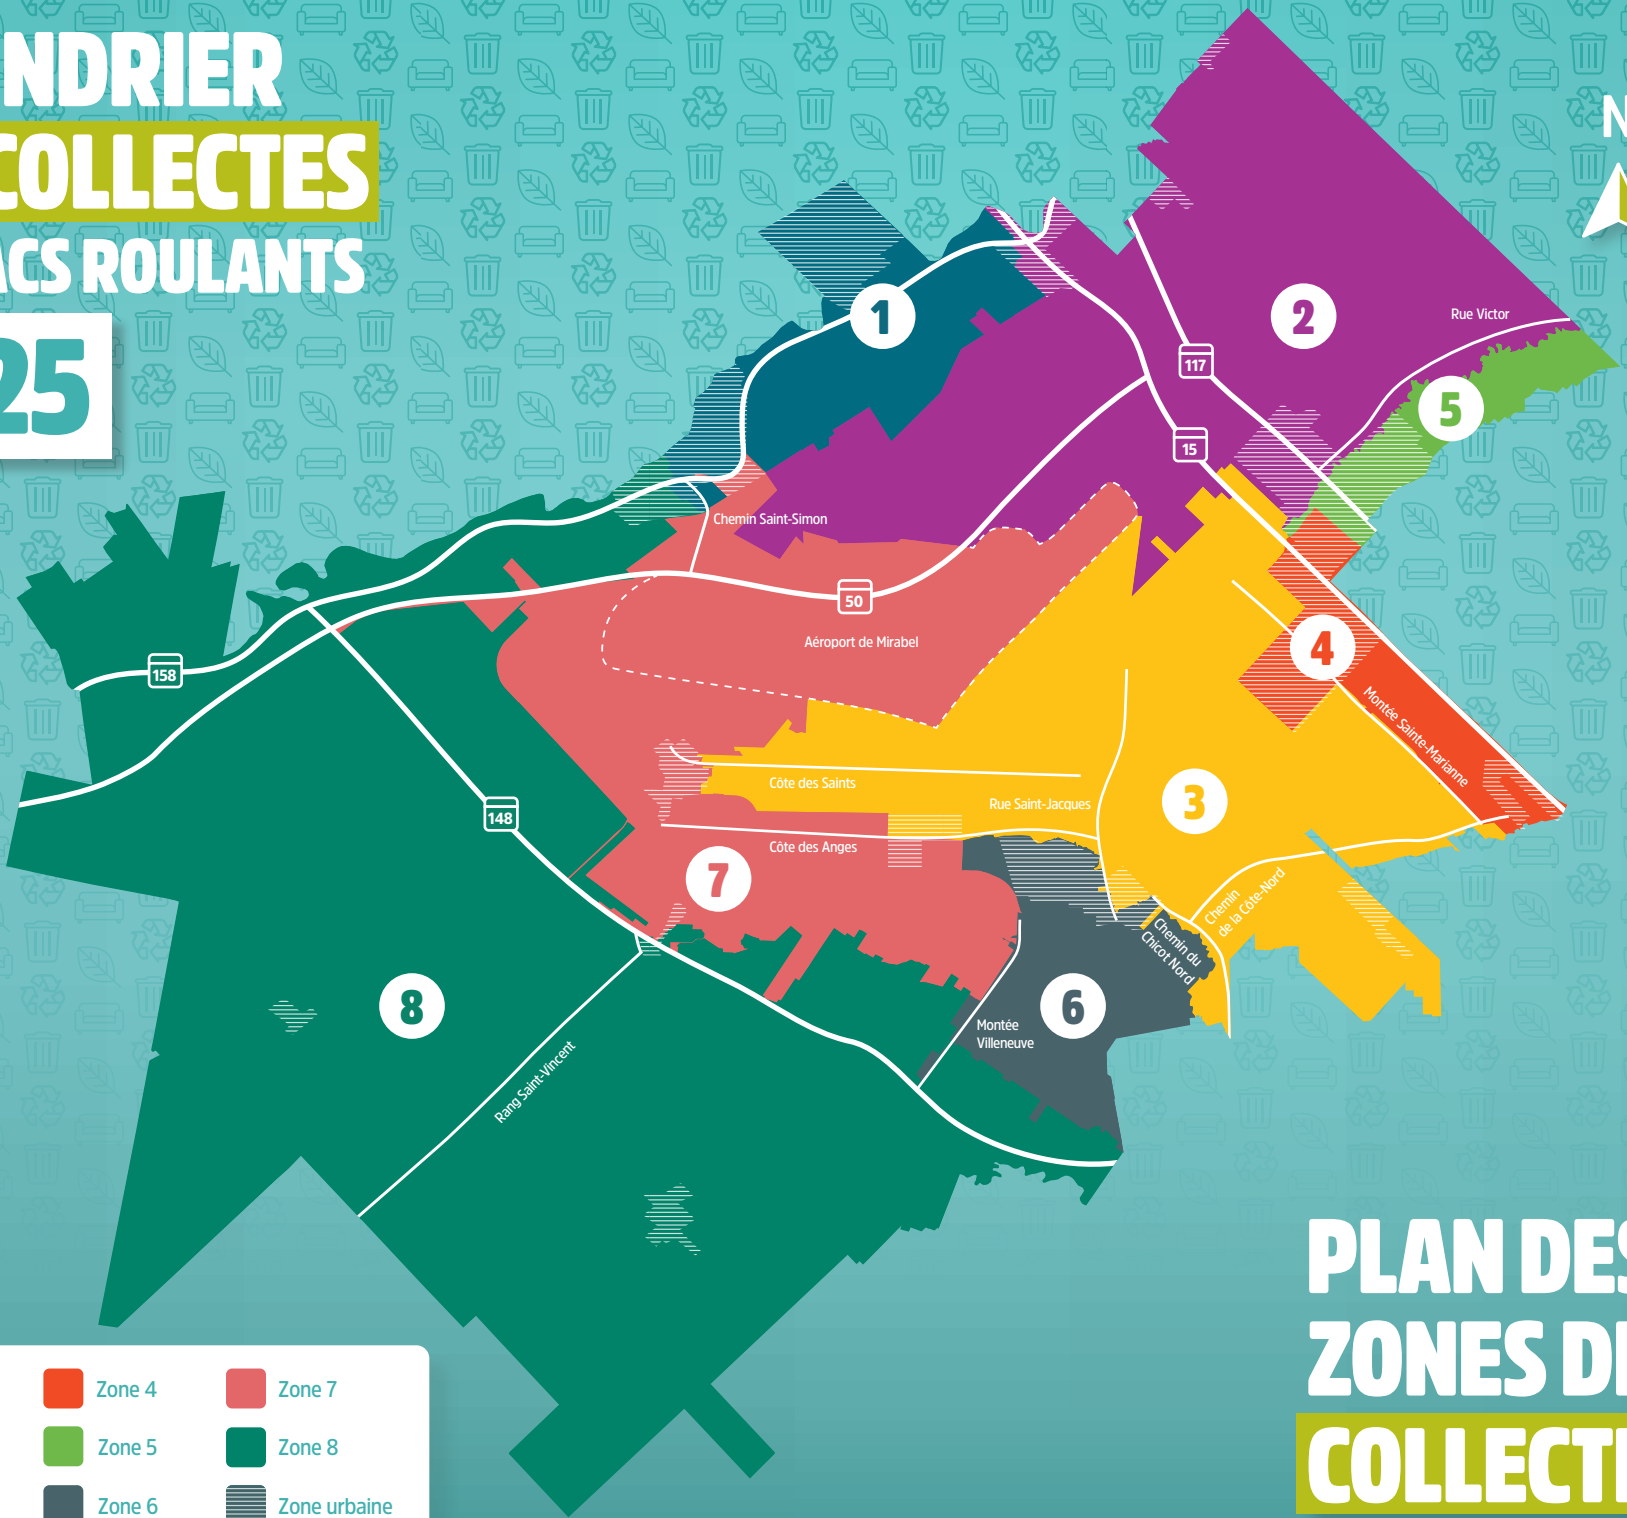 NDRIER
COLLECTES
ACS ROULANTS
25
N
1
2
Rue Victor
117
5
15
Chemin Saint-Simon
50
Aéroport de Mirabel
4
158
Montée Sainte-Marianne
Côte des Saints
Rue Saint-Jacques
3
148
Côte des Anges
7
Chemin
de la Côte-Nord
Chemin du
Chicot Nord
8
6
Montée
Villeneuve
Rang Saint-Vincent
PLAN DES
ZONES DE
COLLECTE
Zone 4
Zone 7
Zone 5
Zone 8
Zone 6
Zone urbaine